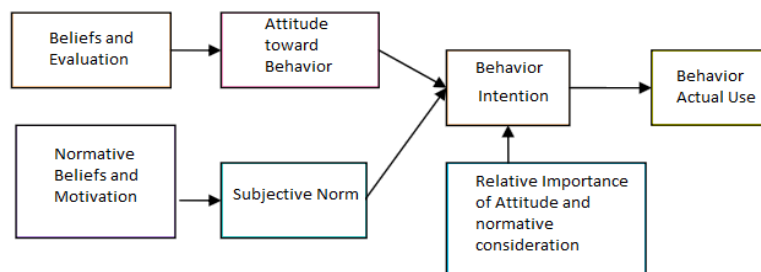 Beliefs and
Evaluation
Attitude
toward
Behavior
Behavior
Intention
Behavior
Actual Use
Normative
Beliefs and
Motivation
Subjective Norm
Relative Importance
of Attitude and
normative
consideration